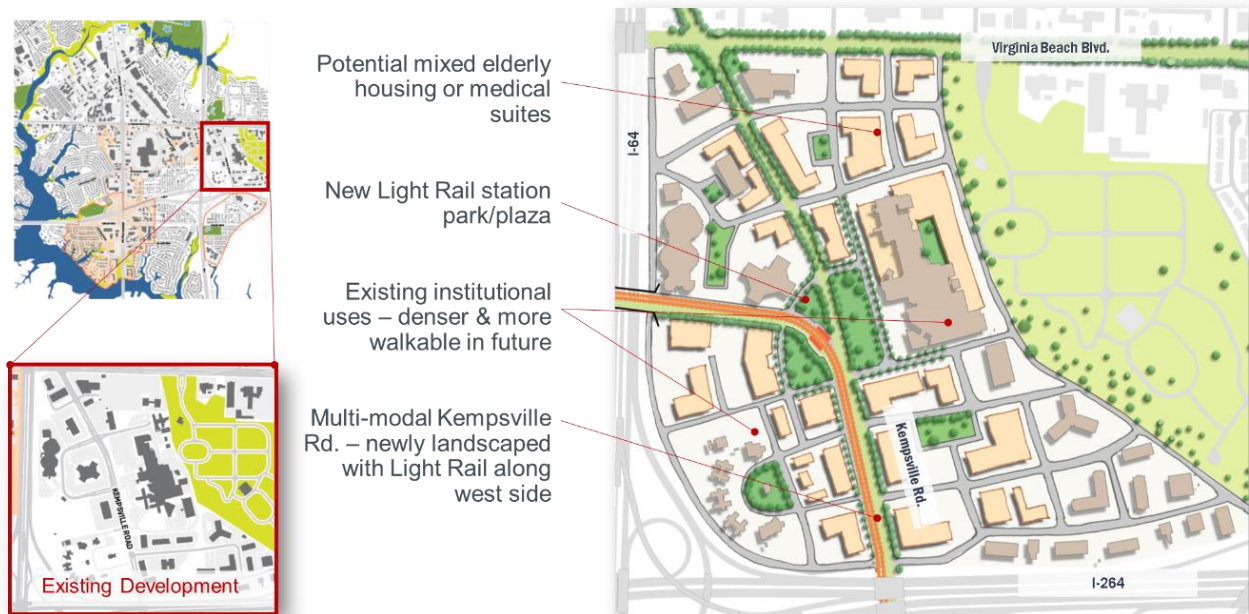 Potential mixed elderly
housing or medical
suites
New Light Rail station
park/plaza
Existing institutional
uses – denser & more
walkable in future
Multi-modal Kempsville
Rd. – newly landscaped
with Light Rail along
west side
KEMPSVILLE ROAD
Existing Development
Virginia Beach Blvd.
I-64
Kempsville Rd.
I-264